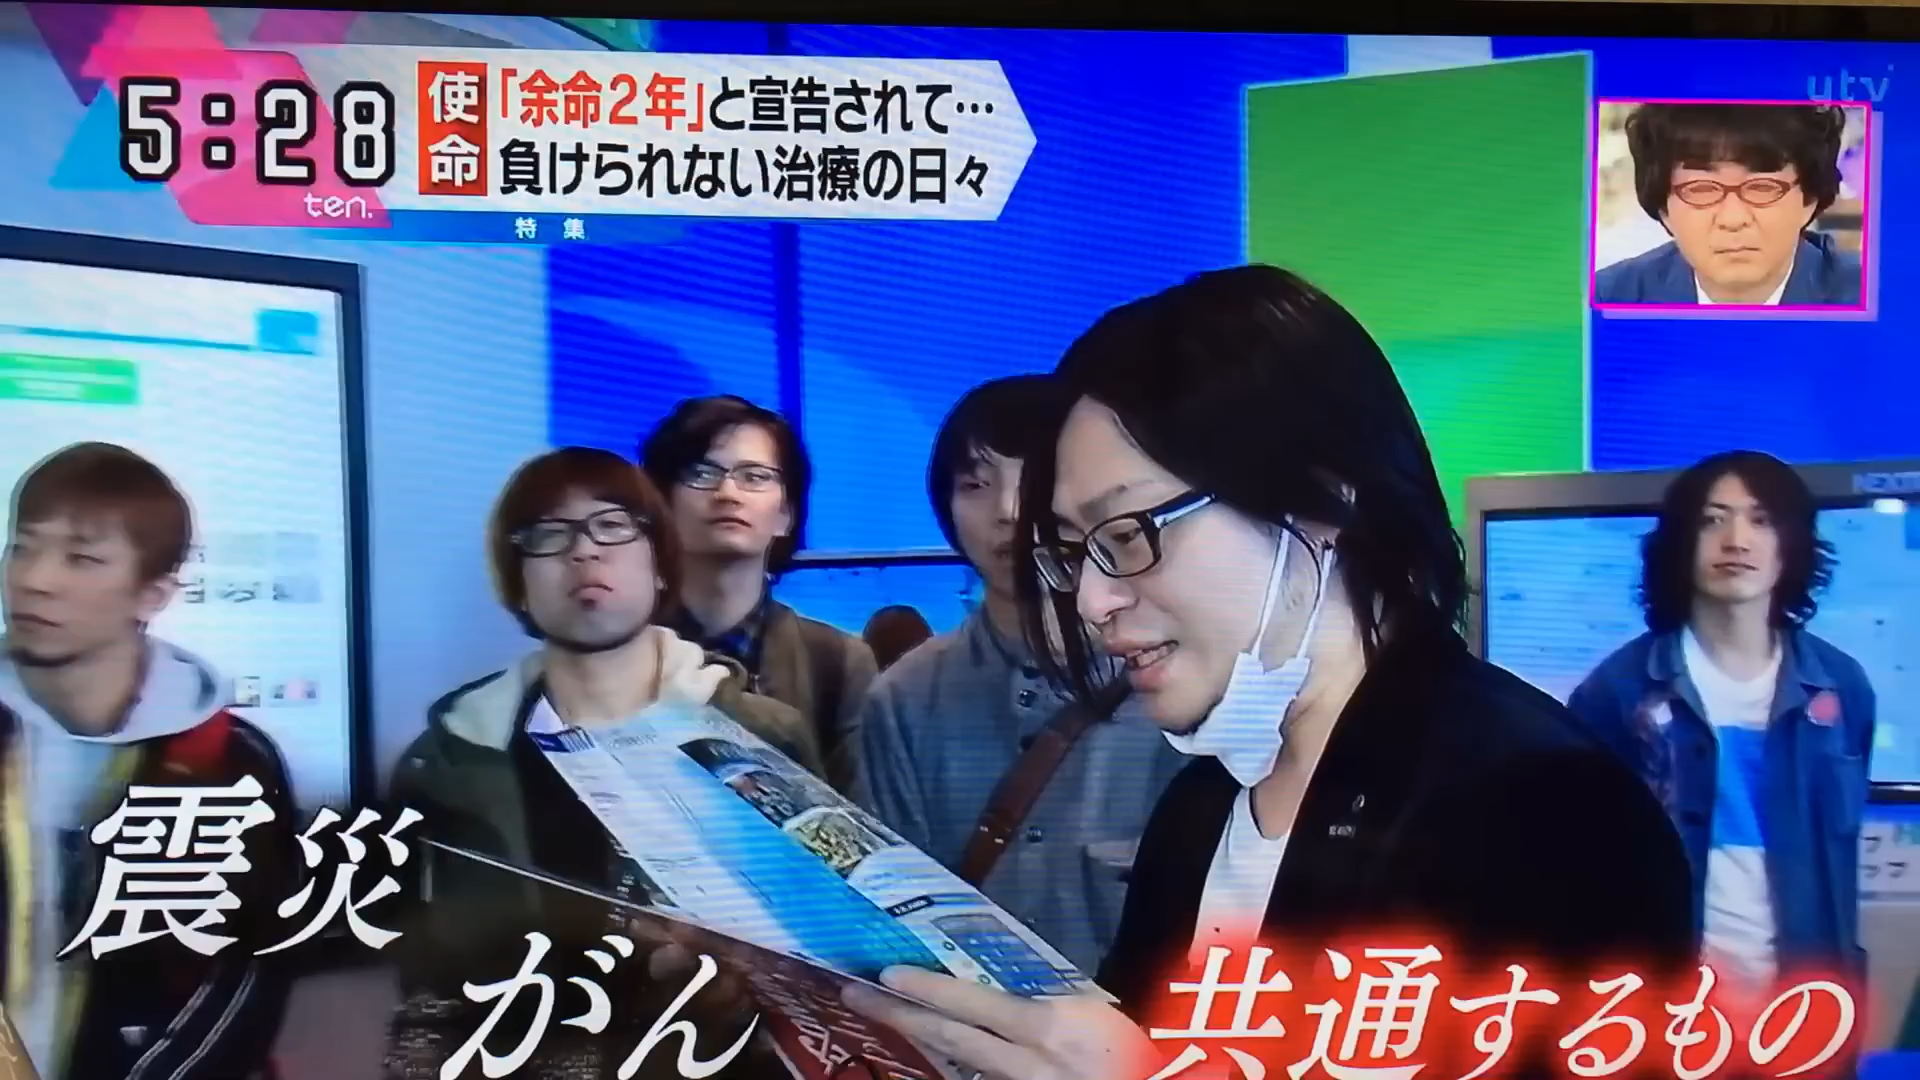 5:28
ten.
使命
「余命2年」と宣告されて…
負けられない治療の日々
特集
ytv
震災
がん
共通するもの